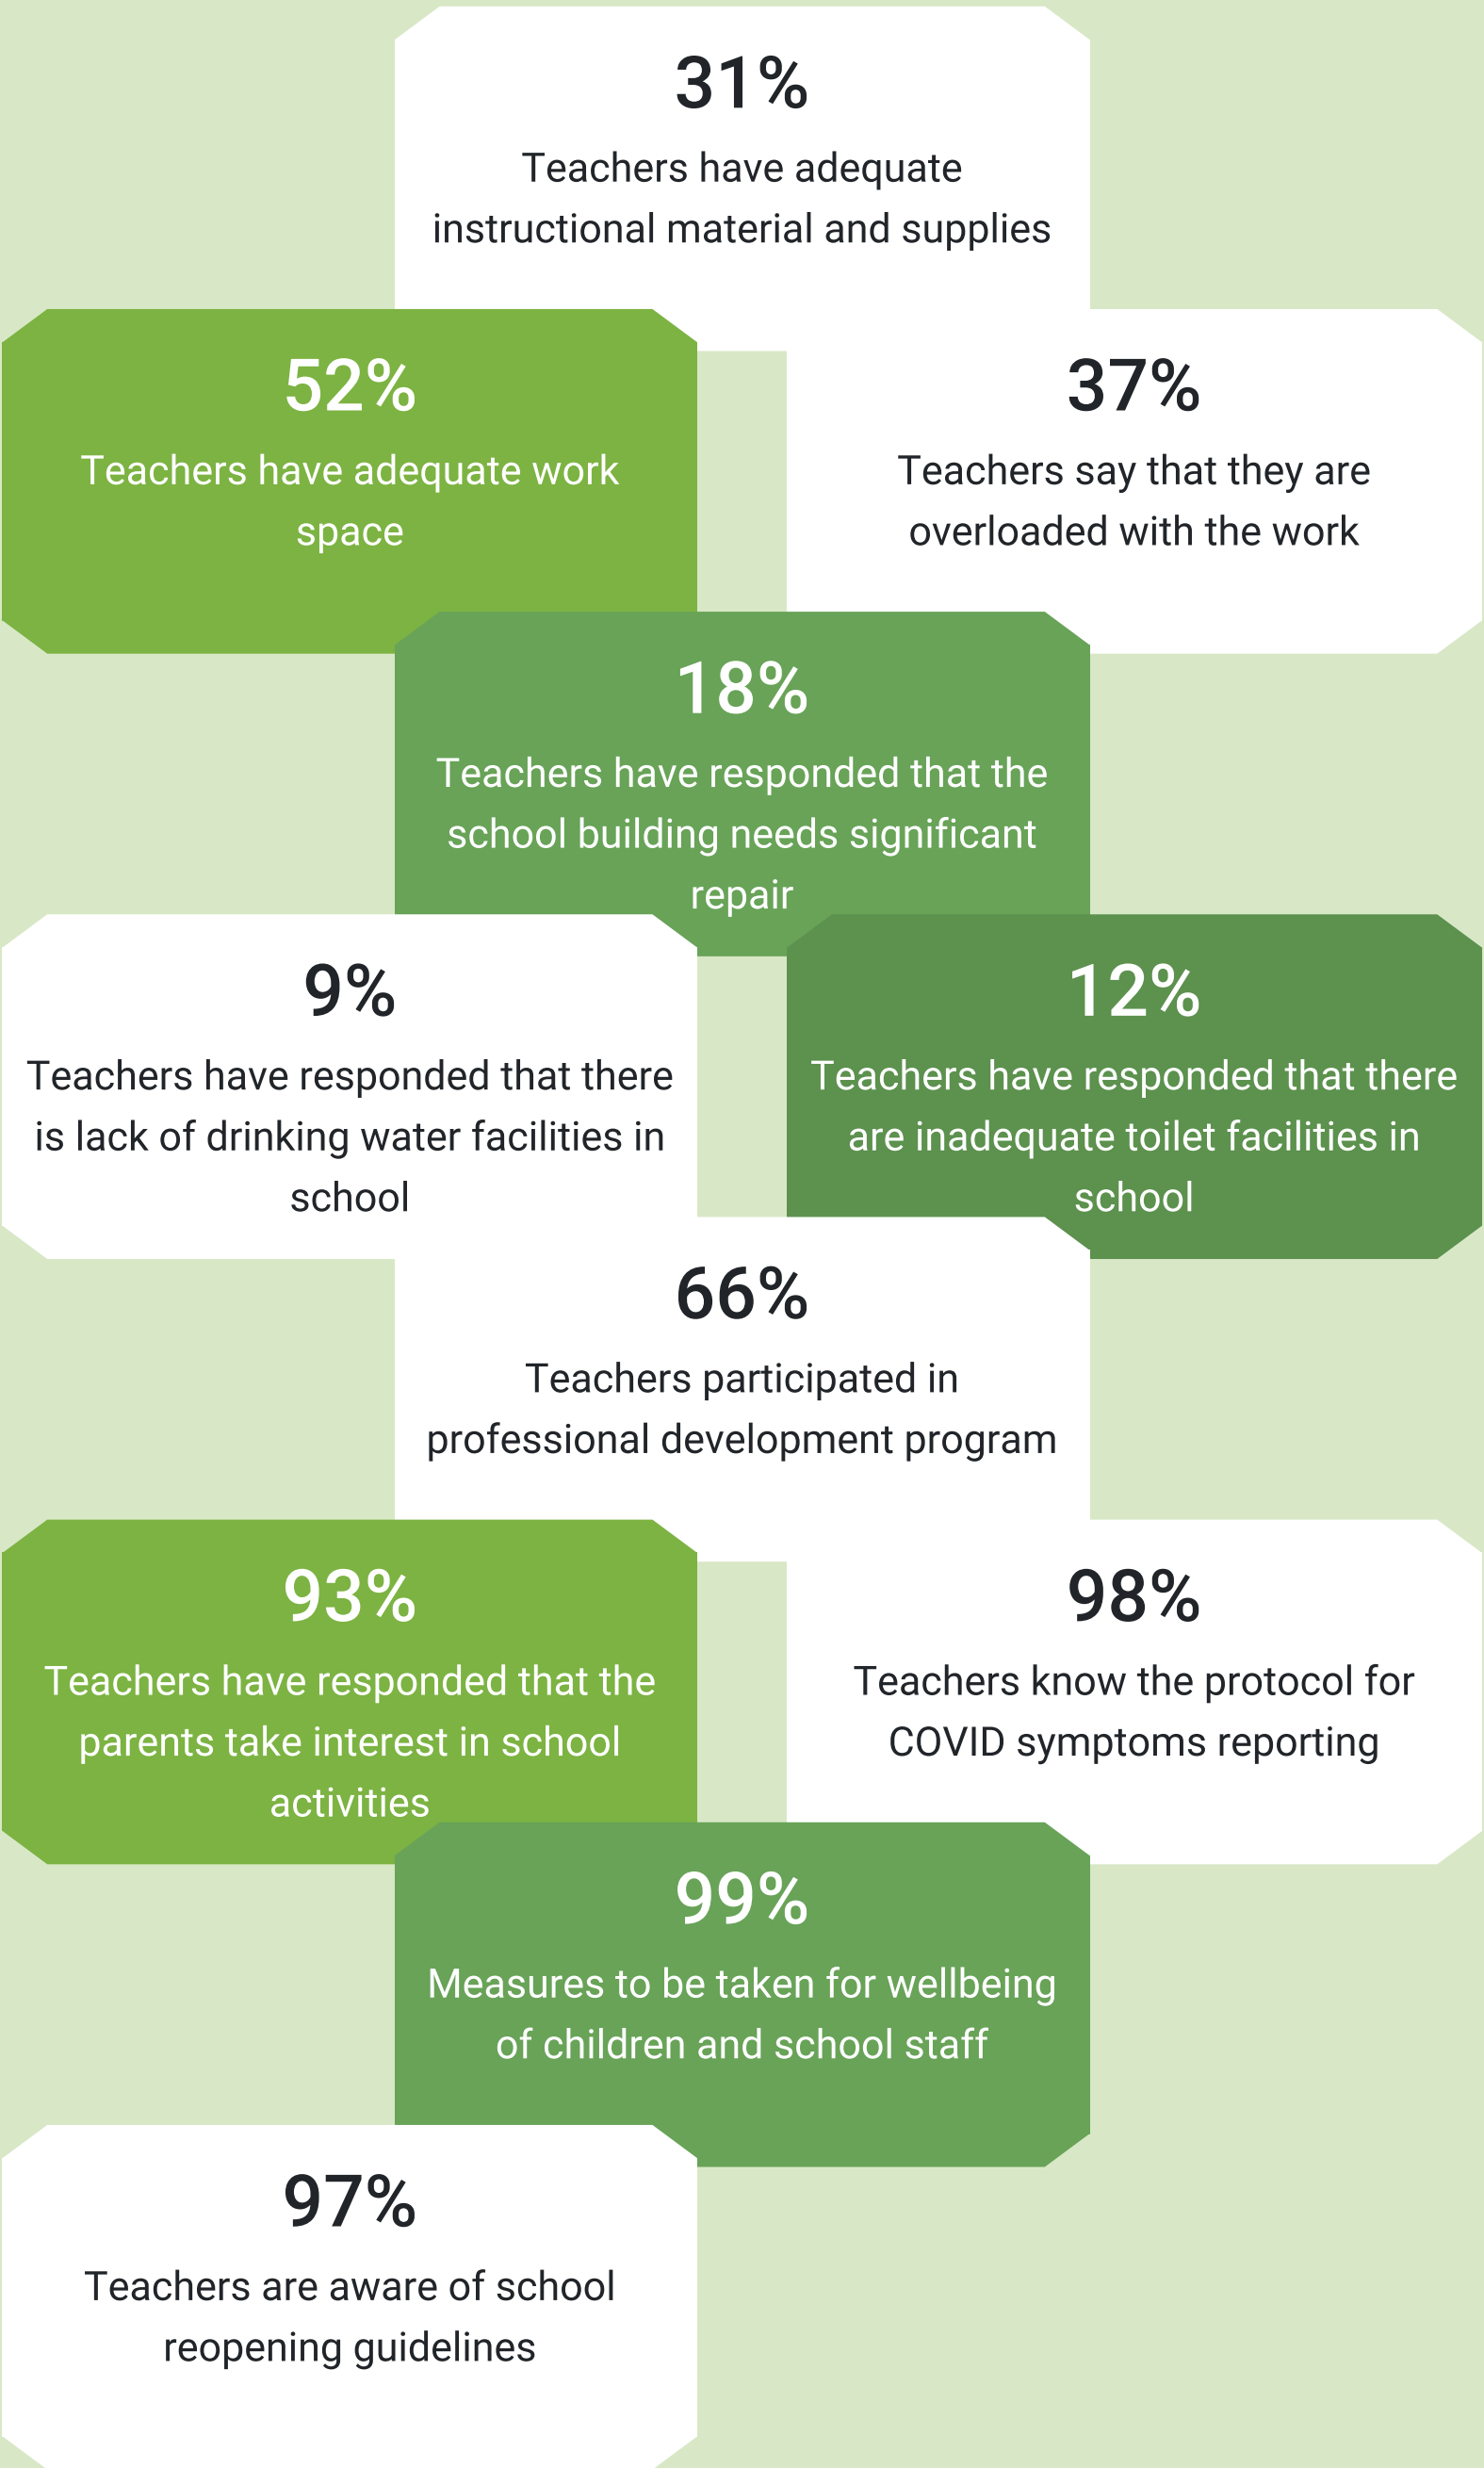 31%
Teachers have adequate
instructional material and supplies
52%
Teachers have adequate work
space
37%
Teachers say that they are
overloaded with the work
18%
Teachers have responded that the
school building needs significant
repair
9%
Teachers have responded that there
is lack of drinking water facilities in
school
12%
Teachers have responded that there
are inadequate toilet facilities in
school
66%
Teachers participated in
professional development program
93%
Teachers have responded that the
parents take interest in school
activities
98%
Teachers know the protocol for
COVID symptoms reporting
99%
Measures to be taken for wellbeing
of children and school staff
97%
Teachers are aware of school
reopening guidelines